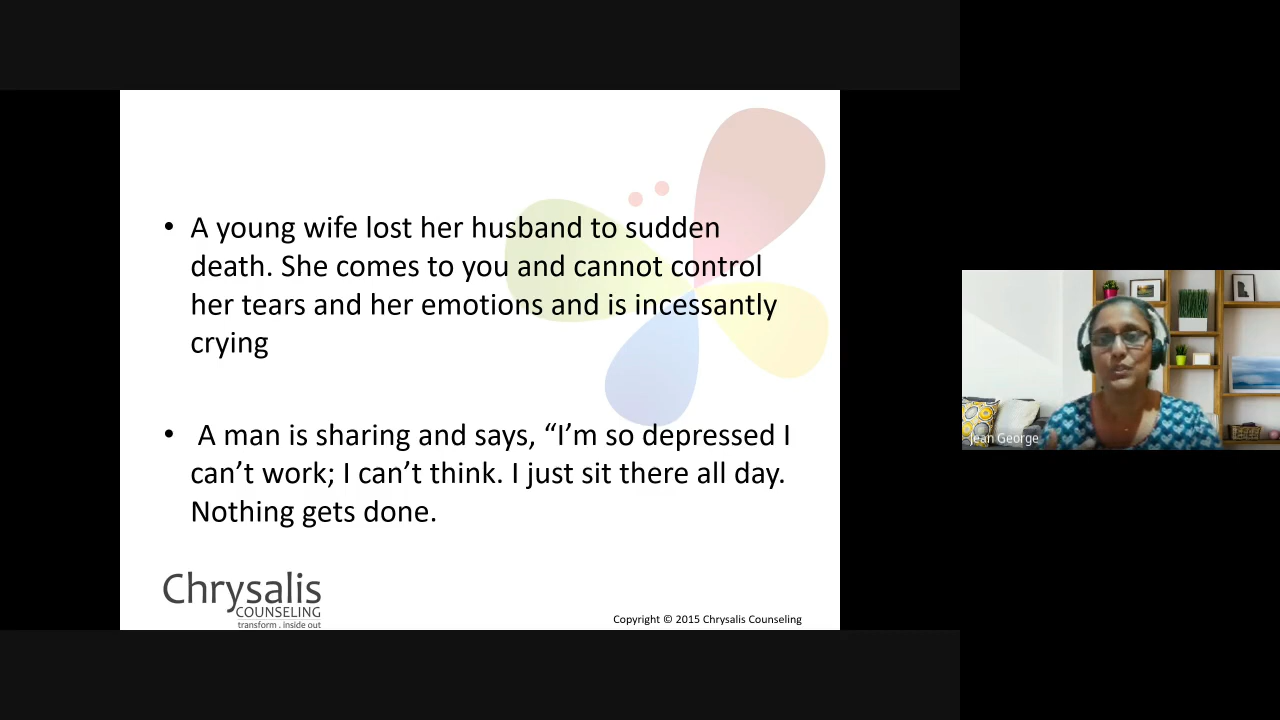 • A young wife lost her husband to sudden
death. She comes to you and cannot control
her tears and her emotions and is incessantly
crying
• A man is sharing and says, “I’m so depressed I
can’t work; I can’t think. I just sit there all day.
Nothing gets done.
Chrysalis
COUNSELING
transform . inside out
Copyright © 2015 Chrysalis Counseling
Jean George